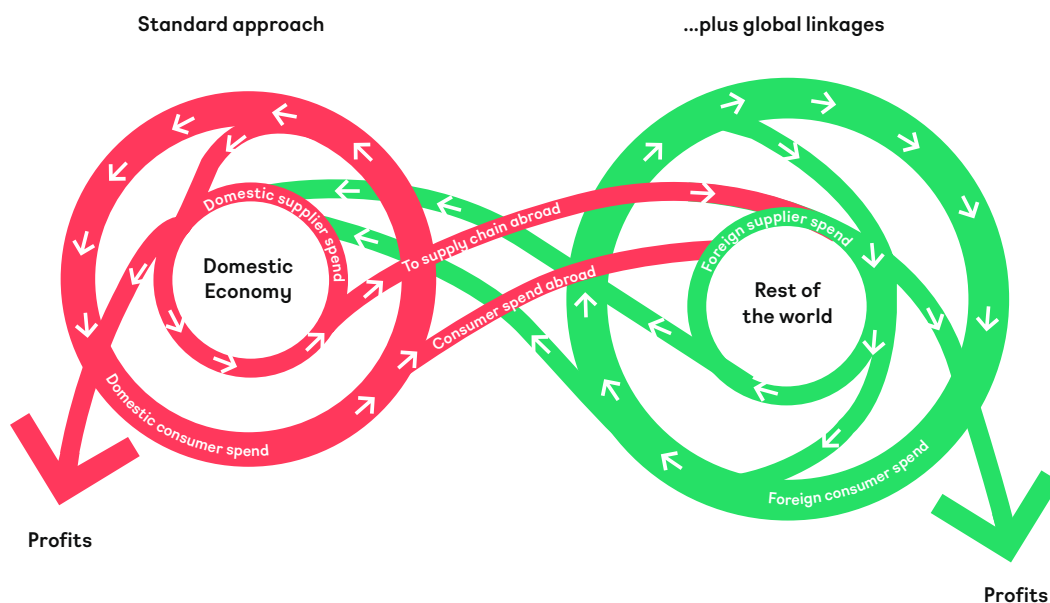 Standard approach
...plus global linkages
Domestic supplier spend
To supply chain abroad
Foreign supplier spend
Domestic
Economy
Consumer spend abroad
Rest of
the world
Domestic consumer spend
Foreign consumer spend
Profits
Profits